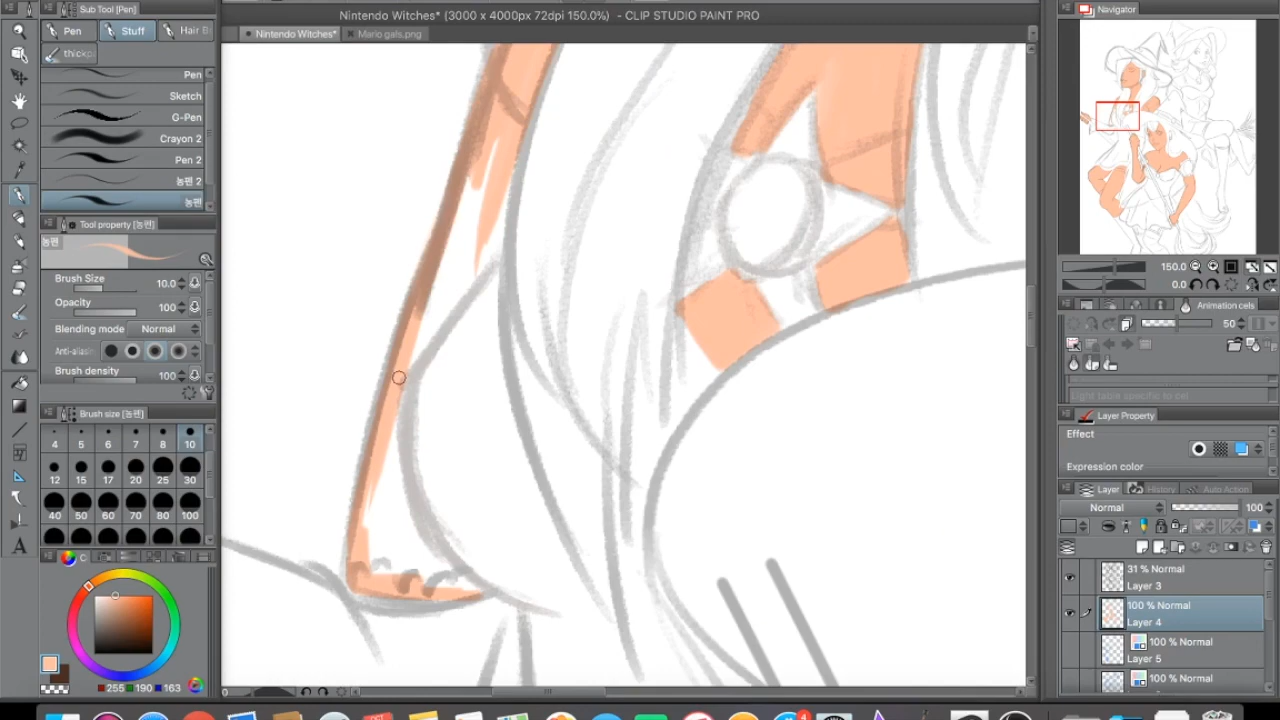 Sub Tool [Pen]
Nintendo Witches* (3000 x 4000px 72dpi 150.0%) - CLIP STUDIO PAINT PRO
Navigator
Pen
Stuff
Hair B
Nintendo Witches*
Mario gals.png
thickp
Pen
Sketch
G-Pen
Crayon 2
Pen 2
농펜 2
농펜
Tool property [농펜]
농펜
Brush Size 10.0
Opacity 100
Blending mode Normal
Anti-aliasin
Brush density 100
Brush size [농펜]
4 5 6 7 8 10
12 15 17 20 25 30
40 50 60 70 80 100
C
255 190 163
A
0
150.0
0.0
Animation cels
50
Light table specific to del
Layer Property
Effect
Expression color
Layer History Auto Action
Normal 100
31 % Normal
Layer 3
100 % Normal
Layer 4
100 % Normal
Layer 5
100 % Normal
4